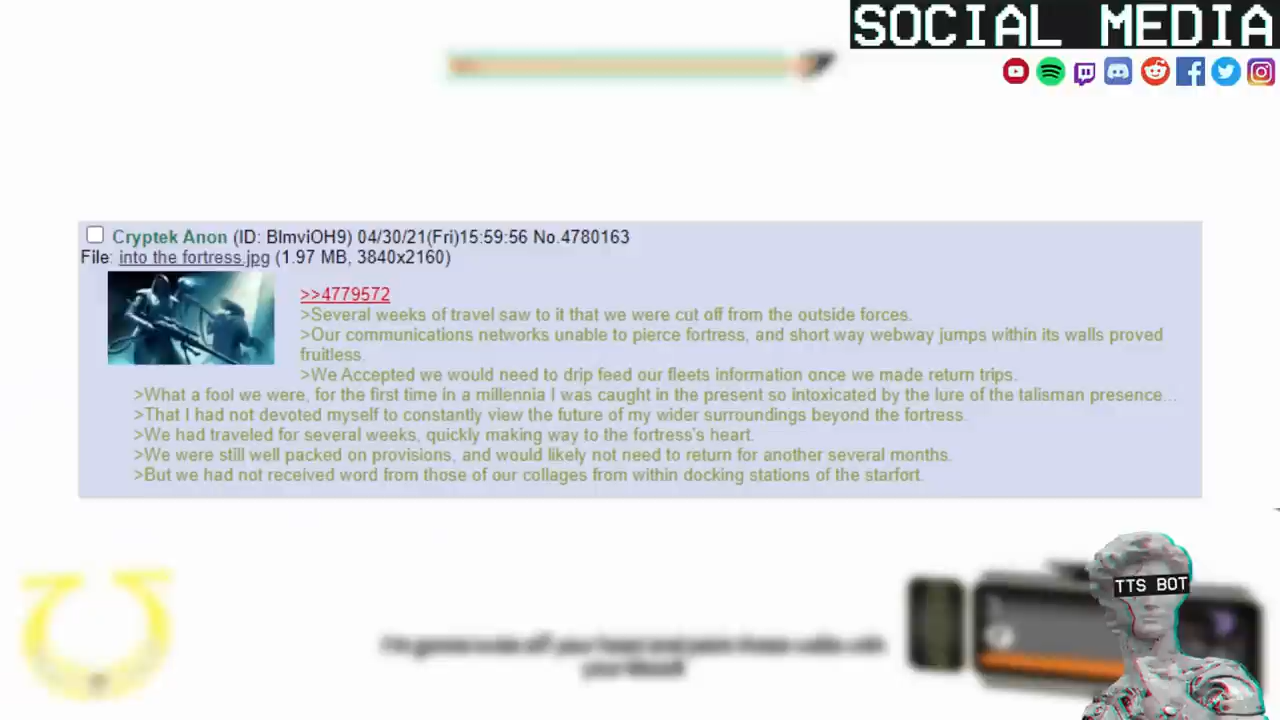 SOCIAL MEDIA
Cryptek Anon (ID: BlmviOH9) 04/30/21(Fri)15:59:56 No.4780163
File: into the fortress.jpg (1.97 MB, 3840x2160)
>>4779572
>Several weeks of travel saw to it that we were cut off from the outside forces.
>Our communications networks unable to pierce fortress, and short way webway jumps within its walls proved
fruitless.
>We Accepted we would need to drip feed our fleets information once we made return trips.
>What a fool we were, for the first time in a millennia I was caught in the present so intoxicated by the lure of the talisman presence...
>That I had not devoted myself to constantly view the future of my wider surroundings beyond the fortress.
>We had traveled for several weeks, quickly making way to the fortress's heart.
>We were still well packed on provisions, and would likely not need to return for another several months.
>But we had not received word from those of our collages from within docking stations of the starfort.
TTS BOT